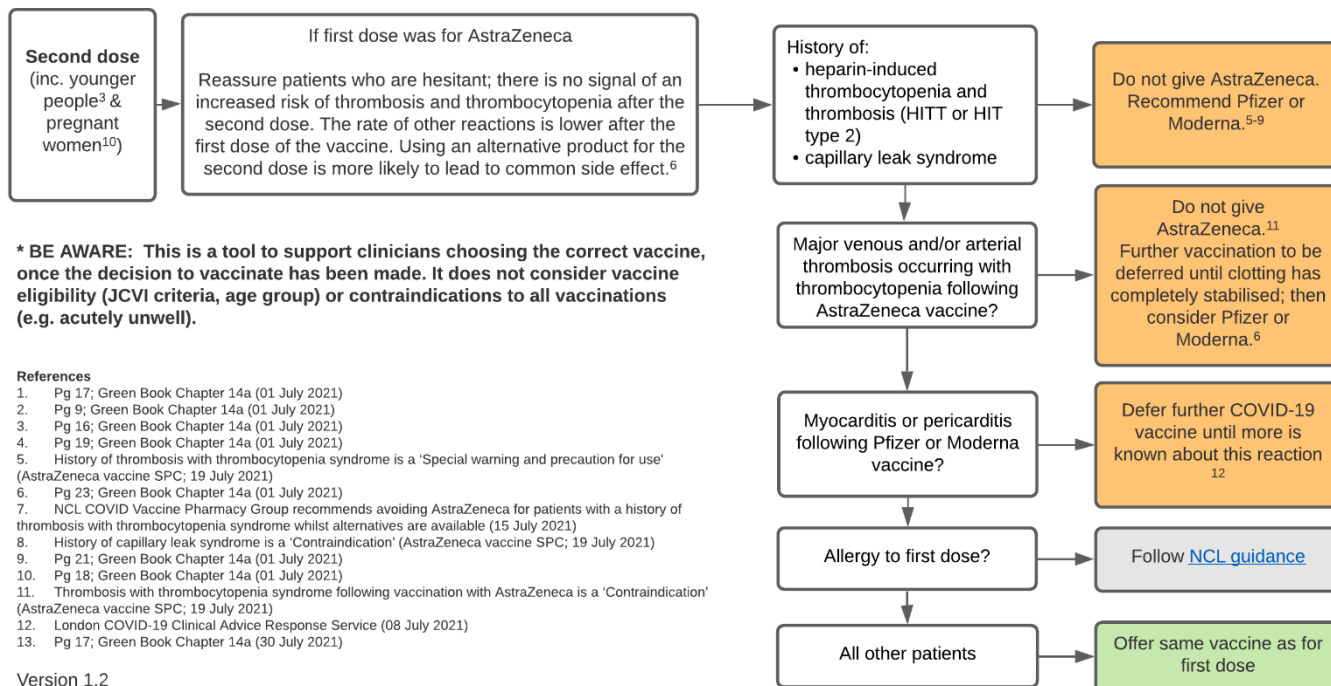 Second dose
(inc. younger
people3 &
pregnant
women10)
If first dose was for AstraZeneca
Reassure patients who are hesitant; there is no signal of an
increased risk of thrombosis and thrombocytopenia after the
second dose. The rate of other reactions is lower after the
first dose of the vaccine. Using an alternative product for the
second dose is more likely to lead to common side effect.6
History of:
• heparin-induced
thrombocytopenia and
thrombosis (HITT or HIT
type 2)
• capillary leak syndrome
Do not give AstraZeneca.
Recommend Pfizer or
Moderna.5-9
Major venous and/or arterial
thrombosis occurring with
thrombocytopenia following
AstraZeneca vaccine?
Do not give
AstraZeneca.11
Further vaccination to be
deferred until clotting has
completely stabilised; then
consider Pfizer or
Moderna.6
Myocarditis or pericarditis
following Pfizer or Moderna
vaccine?
Defer further COVID-19
vaccine until more is
known about this reaction
12
Allergy to first dose?
Follow NCL guidance
All other patients
Offer same vaccine as for
first dose
* BE AWARE: This is a tool to support clinicians choosing the correct vaccine,
once the decision to vaccinate has been made. It does not consider vaccine
eligibility (JCVI criteria, age group) or contraindications to all vaccinations
(e.g. acutely unwell).
References
1. Pg 17; Green Book Chapter 14a (01 July 2021)
2. Pg 9; Green Book Chapter 14a (01 July 2021)
3. Pg 16; Green Book Chapter 14a (01 July 2021)
4. Pg 19; Green Book Chapter 14a (01 July 2021)
5. History of thrombosis with thrombocytopenia syndrome is a ‘Special warning and precaution for use’
(AstraZeneca vaccine SPC; 19 July 2021)
6. Pg 23; Green Book Chapter 14a (01 July 2021)
7. NCL COVID Vaccine Pharmacy Group recommends avoiding AstraZeneca for patients with a history of
thrombosis with thrombocytopenia syndrome whilst alternatives are available (15 July 2021)
8. History of capillary leak syndrome is a ‘Contraindication’ (AstraZeneca vaccine SPC; 19 July 2021)
9. Pg 21; Green Book Chapter 14a (01 July 2021)
10. Pg 18; Green Book Chapter 14a (01 July 2021)
11. Thrombosis with thrombocytopenia syndrome following vaccination with AstraZeneca is a ‘Contraindication’
(AstraZeneca vaccine SPC; 19 July 2021)
12. London COVID-19 Clinical Advice Response Service (08 July 2021)
13. Pg 17; Green Book Chapter 14a (30 July 2021)
Version 1.2